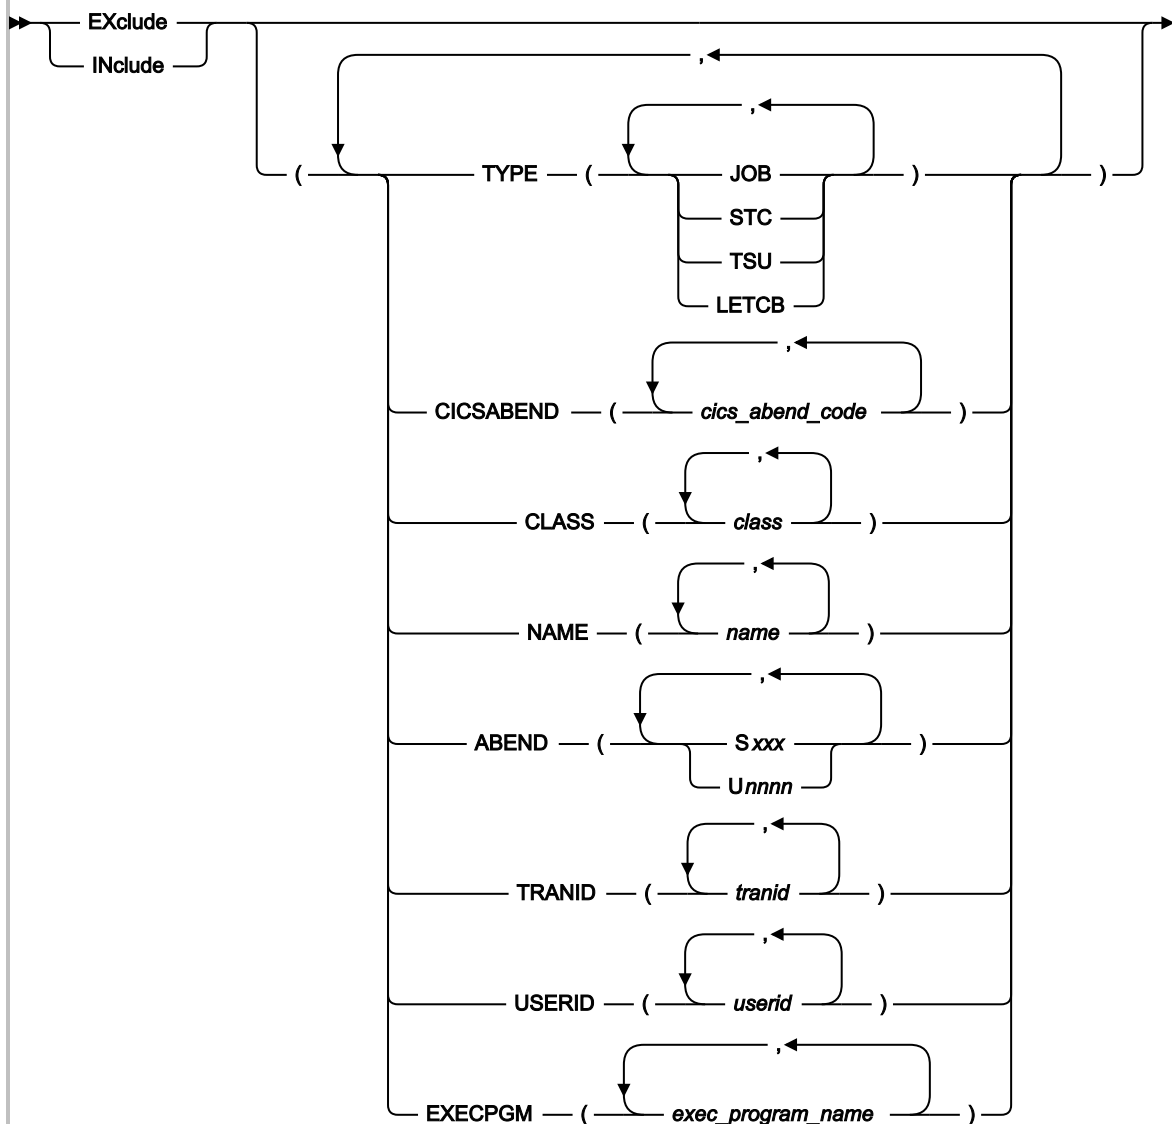 EXclude
INclude
,
,
( TYPE ( JOB ) )
STC
TSU
LETCB
,
CICSABEND ( cics_abend_code )
,
CLASS ( class )
,
NAME ( name )
,
ABEND ( Sxxx )
Unnnn
,
TRANID ( tranid )
,
USERID ( userid )
,
EXECPGM ( exec_program_name )